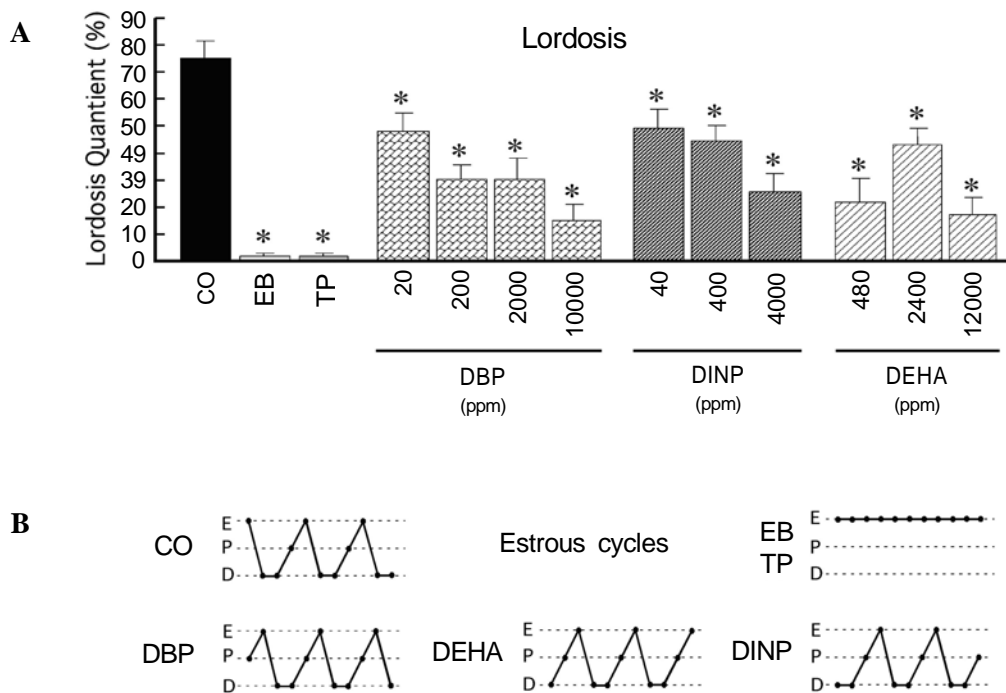 A
Lordosis
Lordosis Quantient (%)
90
80
70
60
50
49
39
20
10
0
* * * * * * * * * * * *
CO EB TP 20 200 2000 10000 40 400 4000 480 2400 12000
DBP DINP DEHA
(ppm) (ppm) (ppm)
B
CO E P D
Estrous cycles
EB TP E P D
DBP E P D
DEHA E P D
DINP E P D